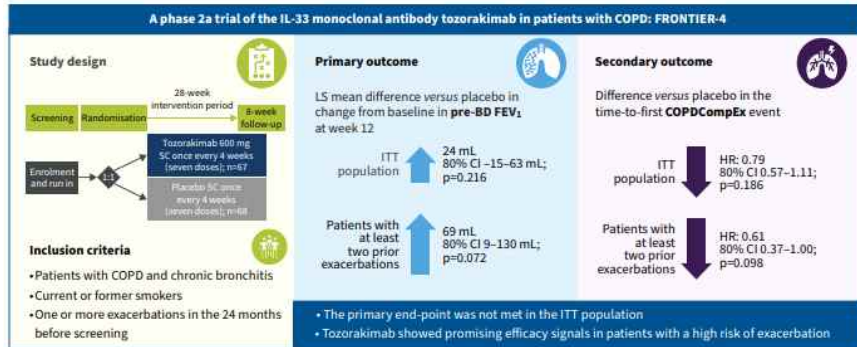 A phase 2a trial of the IL-33 monoclonal antibody tozorakimab in patients with COPD: FRONTIER-4
Study design
28-week
intervention period
Screening
Randomisation
8-week
follow-up
Enrolment
and run in
1:1
Tozorakimab 600 mg
SC once every 4 weeks
(seven doses); n=67
Placebo SC once
every 4 weeks
(seven doses); n=68
Inclusion criteria
•Patients with COPD and chronic bronchitis
•Current or former smokers
•One or more exacerbations in the 24 months
before screening
Primary outcome
LS mean difference versus placebo in
change from baseline in pre-BD FEV₁
at week 12
ITT
population
24 mL
80% CI –15–63 mL;
p=0.216
Patients with
at least
two prior
exacerbations
69 mL
80% CI 9–130 mL;
p=0.072
Secondary outcome
Difference versus placebo in the
time-to-first COPDCompEx event
ITT
population
HR: 0.79
80% CI 0.57–1.11;
p=0.186
Patients with
at least
two prior
exacerbations
HR: 0.61
80% CI 0.37–1.00;
p=0.098
• The primary end-point was not met in the ITT population
• Tozorakimab showed promising efficacy signals in patients with a high risk of exacerbation